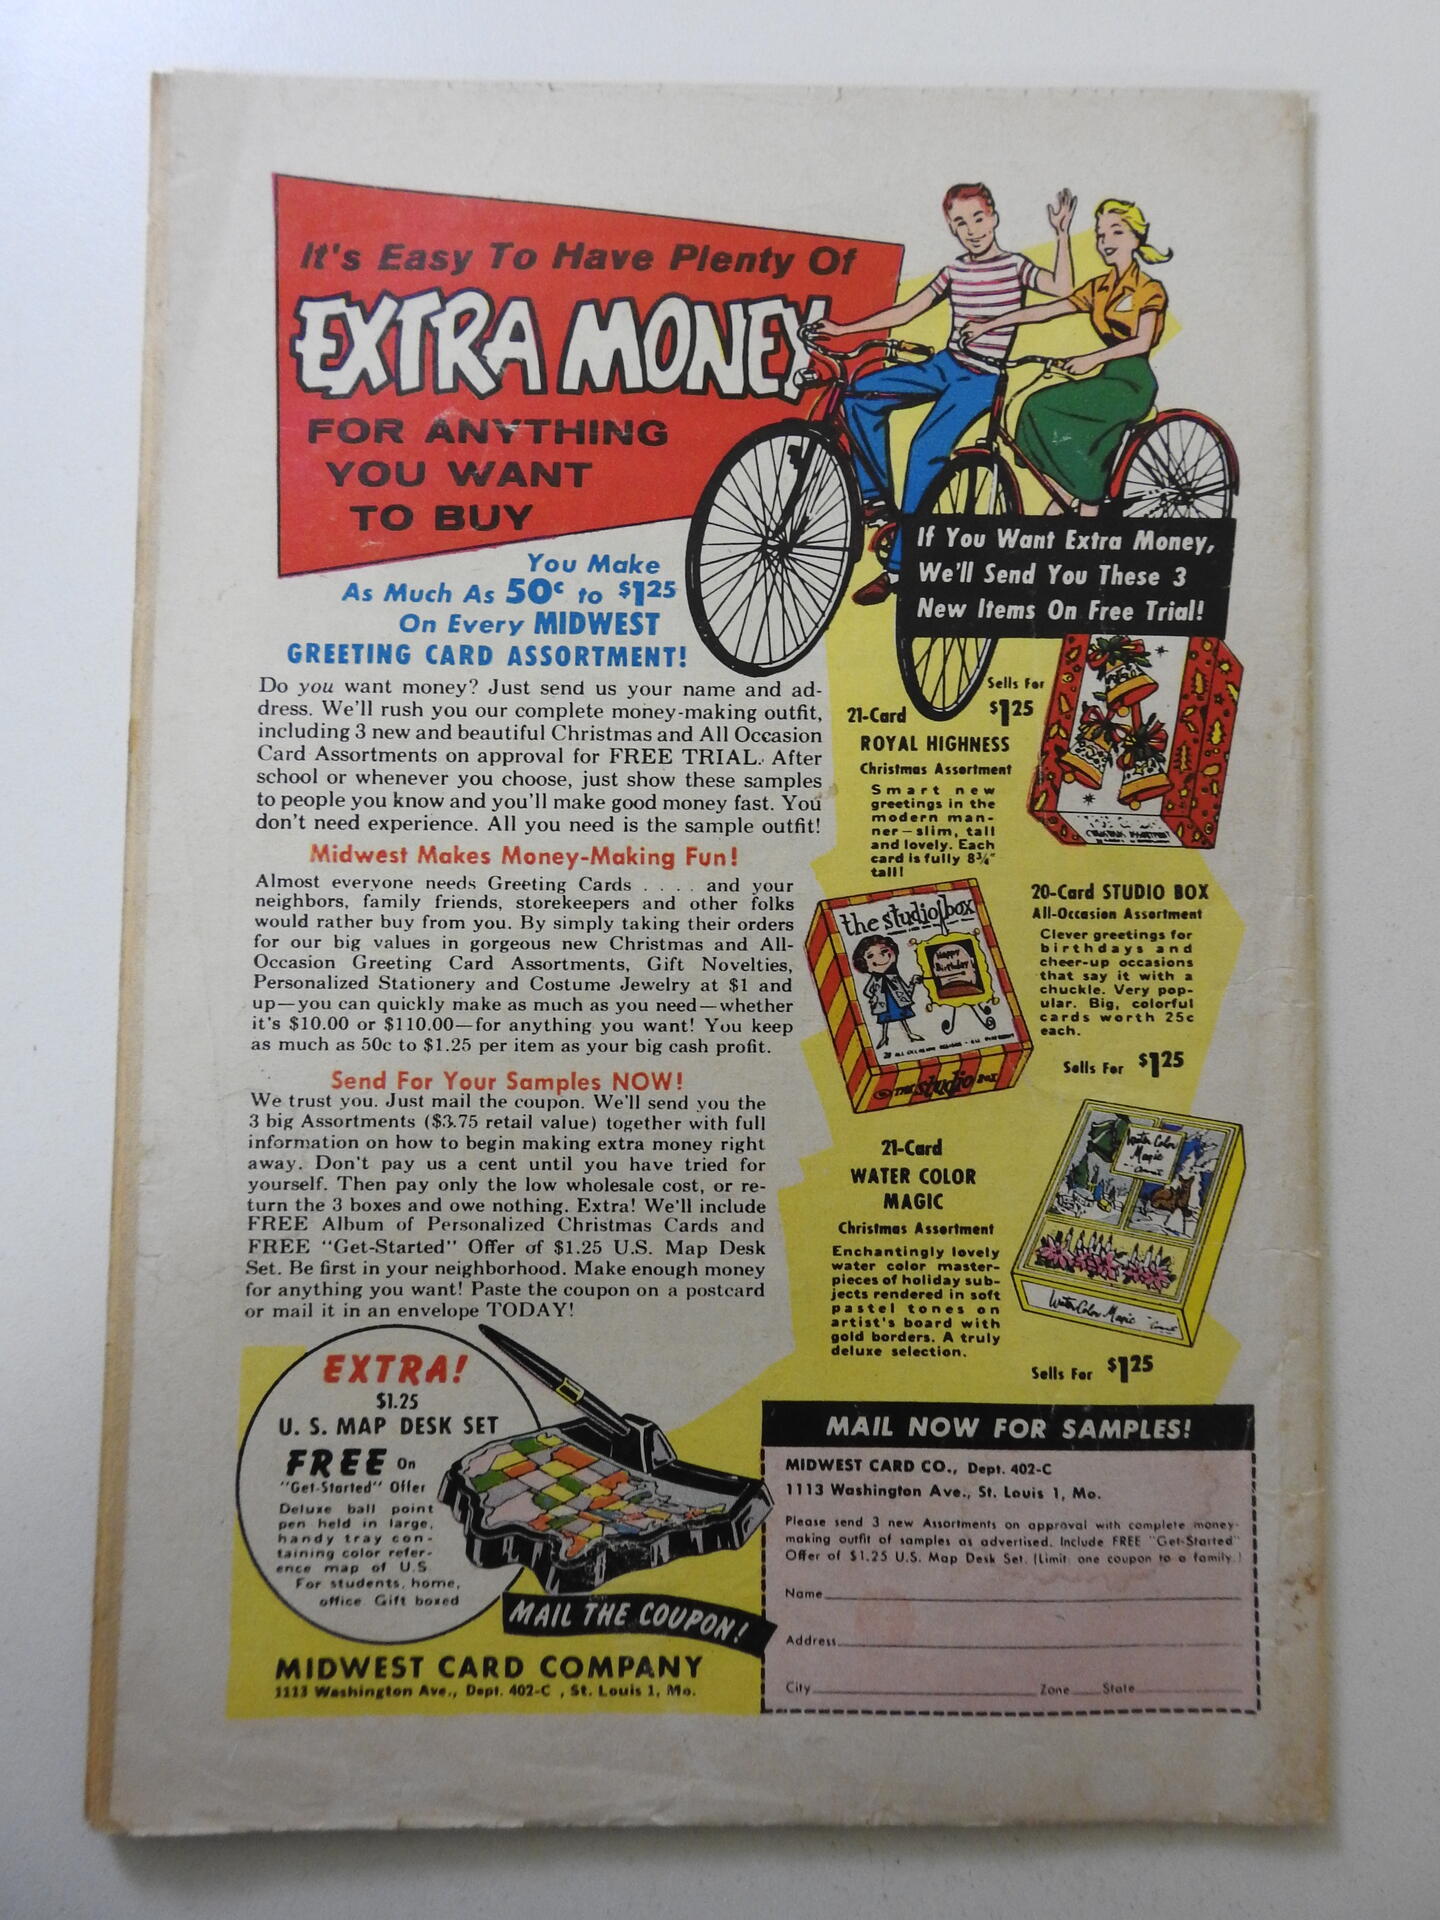 It's Easy To Have Plenty Of
EXTRA MONEY
FOR ANYTHING
YOU WANT
TO BUY
You Make
As Much As 50c to $1.25
On Every MIDWEST
GREETING CARD ASSORTMENT!
Do you want money? Just send us your name and ad-
dress. We'll rush you our complete money-making outfit,
including 3 new and beautiful Christmas and All Occasion
Card Assortments on approval for FREE TRIAL. After
school or whenever you choose, just show these samples
to people you know and you'll make good money fast. You
don't need experience. All you need is the sample outfit!
Midwest Makes Money-Making Fun!
Almost everyone needs Greeting Cards . . . . and your
neighbors, family friends, storekeepers and other folks
would rather buy from you. By simply taking their orders
for our big values in gorgeous new Christmas and All-
Occasion Greeting Card Assortments, Gift Novelties,
Personalized Stationery and Costume Jewelry at $1 and
up—you can quickly make as much as you need—whether
it's $10.00 or $110.00—for anything you want! You keep
as much as 50c to $1.25 per item as your big cash profit.
Send For Your Samples NOW!
We trust you. Just mail the coupon. We'll send you the
3 big Assortments ($3.75 retail value) together with full
information on how to begin making extra money right
away. Don't pay us a cent until you have tried for
yourself. Then pay only the low wholesale cost, or re-
turn the 3 boxes and owe nothing. Extra! We'll include
FREE Album of Personalized Christmas Cards and
FREE "Get-Started" Offer of $1.25 U.S. Map Desk
Set. Be first in your neighborhood. Make enough money
for anything you want! Paste the coupon on a postcard
or mail it in an envelope TODAY!
If You Want Extra Money,
We'll Send You These 3
New Items On Free Trial!
Sells For
$1.25
21-Card
ROYAL HIGHNESS
Christmas Assortment
Smart new
greetings in the
modern man-
ner—slim, tall
and lovely. Each
card is fully 8¾"
tall!
the studio box
Happy
Birthday!
THE studio BOX
20-Card STUDIO BOX
All-Occasion Assortment
Clever greetings for
birthdays and
cheer-up occasions
that say it with a
chuckle. Very pop-
ular. Big, colorful
cards worth 25c
each.
Sells For $1.25
21-Card
WATER COLOR
MAGIC
Christmas Assortment
Enchantingly lovely
water color master-
pieces of holiday sub-
jects rendered in soft
pastel tones on
artist's board with
gold borders. A truly
deluxe selection.
Water Color
Magic
Water Color Magic
Sells For $1.25
EXTRA!
$1.25
U. S. MAP DESK SET
FREE On
"Get-Started" Offer
Deluxe ball point
pen held in large,
handy tray con-
taining color refer-
ence map of U.S.
For students, home,
office. Gift boxed
MAIL THE COUPON!
MIDWEST CARD COMPANY
1113 Washington Ave., Dept. 402-C , St. Louis 1, Mo.
MAIL NOW FOR SAMPLES!
MIDWEST CARD CO., Dept. 402-C
1113 Washington Ave., St. Louis 1, Mo.
Please send 3 new Assortments on approval with complete money-
making outfit of samples as advertised. Include FREE "Get-Started"
Offer of $1.25 U.S. Map Desk Set. (Limit: one coupon to a family.)
Name
Address
City Zone State